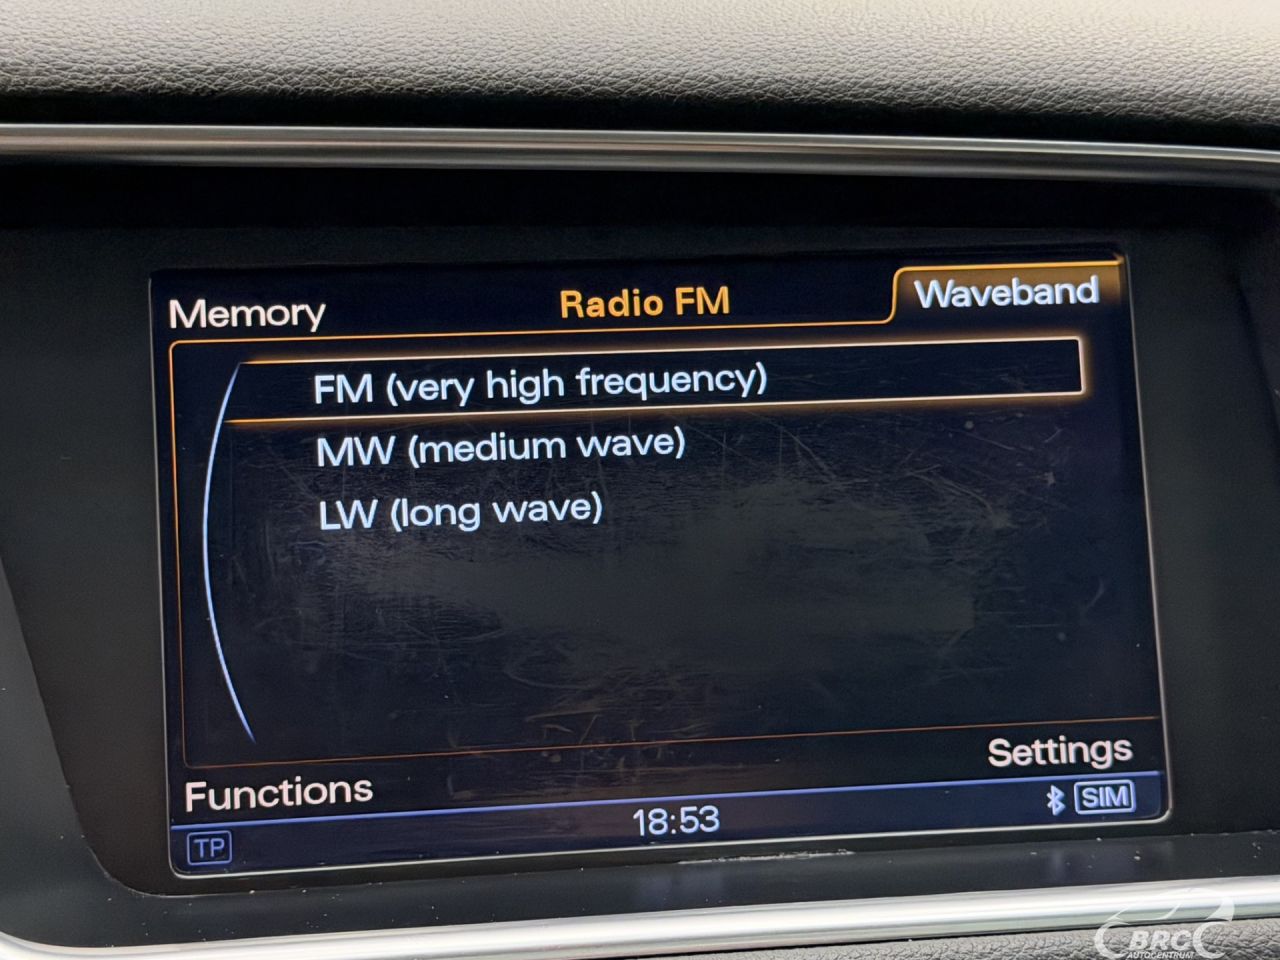 Memory
Radio FM
Waveband
FM (very high frequency)
MW (medium wave)
LW (long wave)
Settings
Functions
TP
18:53
SIM
BRC
AUTOCENTRUM